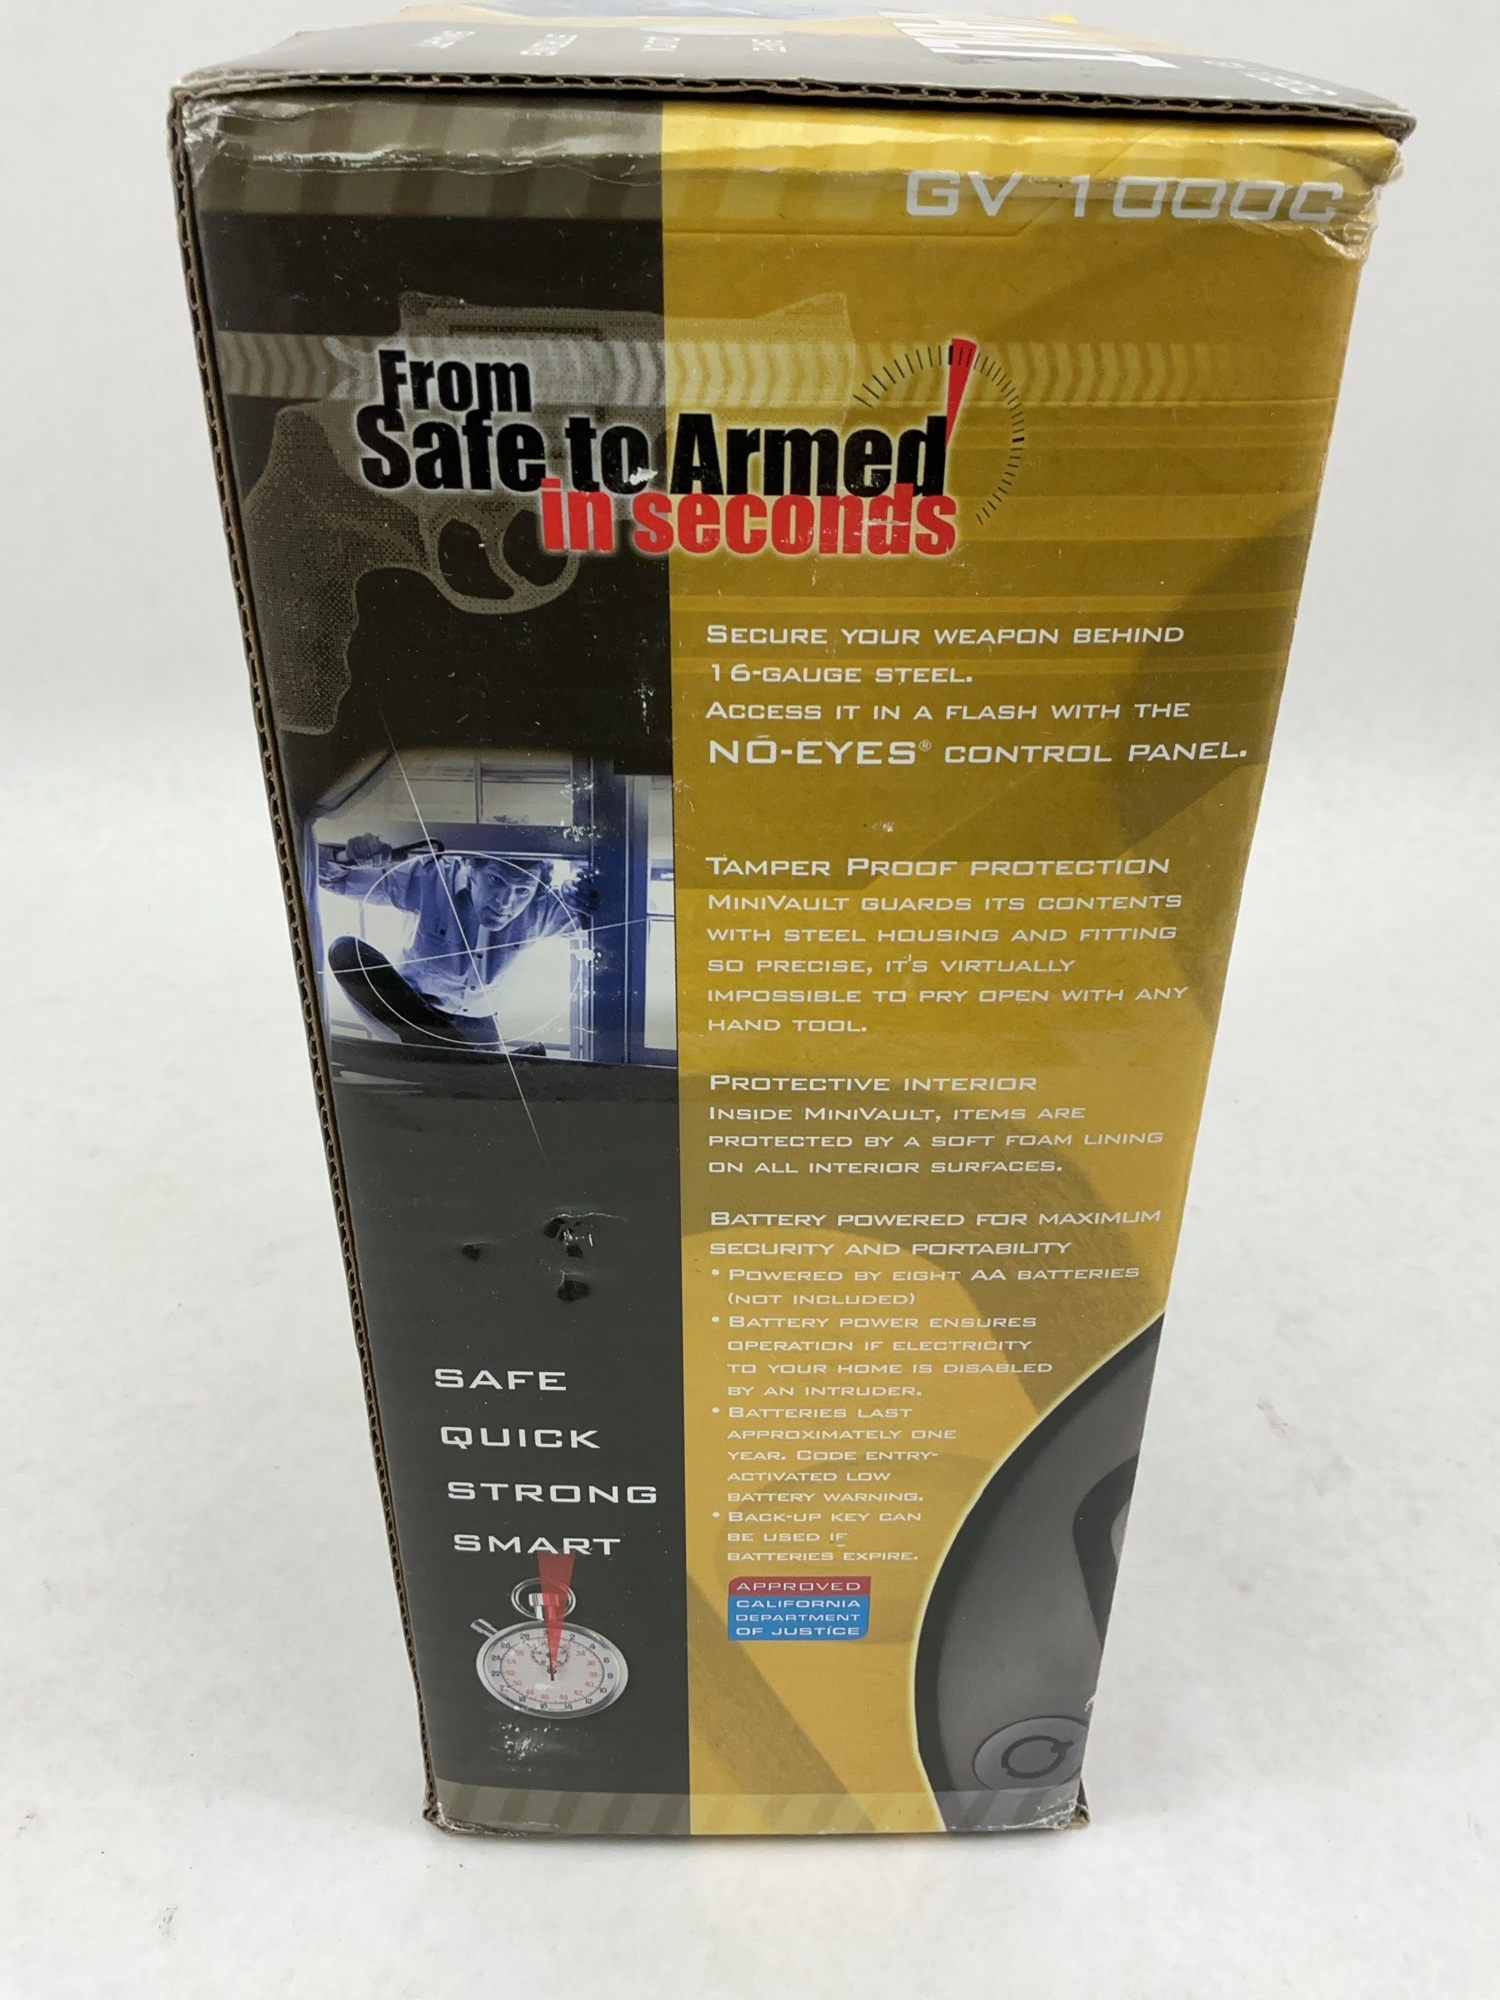 GV 1000C
From
Safe to Armed
in seconds
SECURE YOUR WEAPON BEHIND
16-GAUGE STEEL.
ACCESS IT IN A FLASH WITH THE
NO-EYES® CONTROL PANEL.
TAMPER PROOF PROTECTION
MINIVAULT GUARDS ITS CONTENTS
WITH STEEL HOUSING AND FITTING
SO PRECISE, IT'S VIRTUALLY
IMPOSSIBLE TO PRY OPEN WITH ANY
HAND TOOL.
PROTECTIVE INTERIOR
INSIDE MINIVAULT, ITEMS ARE
PROTECTED BY A SOFT FOAM LINING
ON ALL INTERIOR SURFACES.
BATTERY POWERED FOR MAXIMUM
SECURITY AND PORTABILITY
• POWERED BY EIGHT AA BATTERIES
(NOT INCLUDED)
• BATTERY POWER ENSURES
OPERATION IF ELECTRICITY
TO YOUR HOME IS DISABLED
BY AN INTRUDER.
• BATTERIES LAST
APPROXIMATELY ONE
YEAR. CODE ENTRY-
ACTIVATED LOW
BATTERY WARNING.
• BACK-UP KEY CAN
BE USED IF
BATTERIES EXPIRE.
APPROVED
CALIFORNIA
DEPARTMENT
OF JUSTICE
SAFE
QUICK
STRONG
SMART